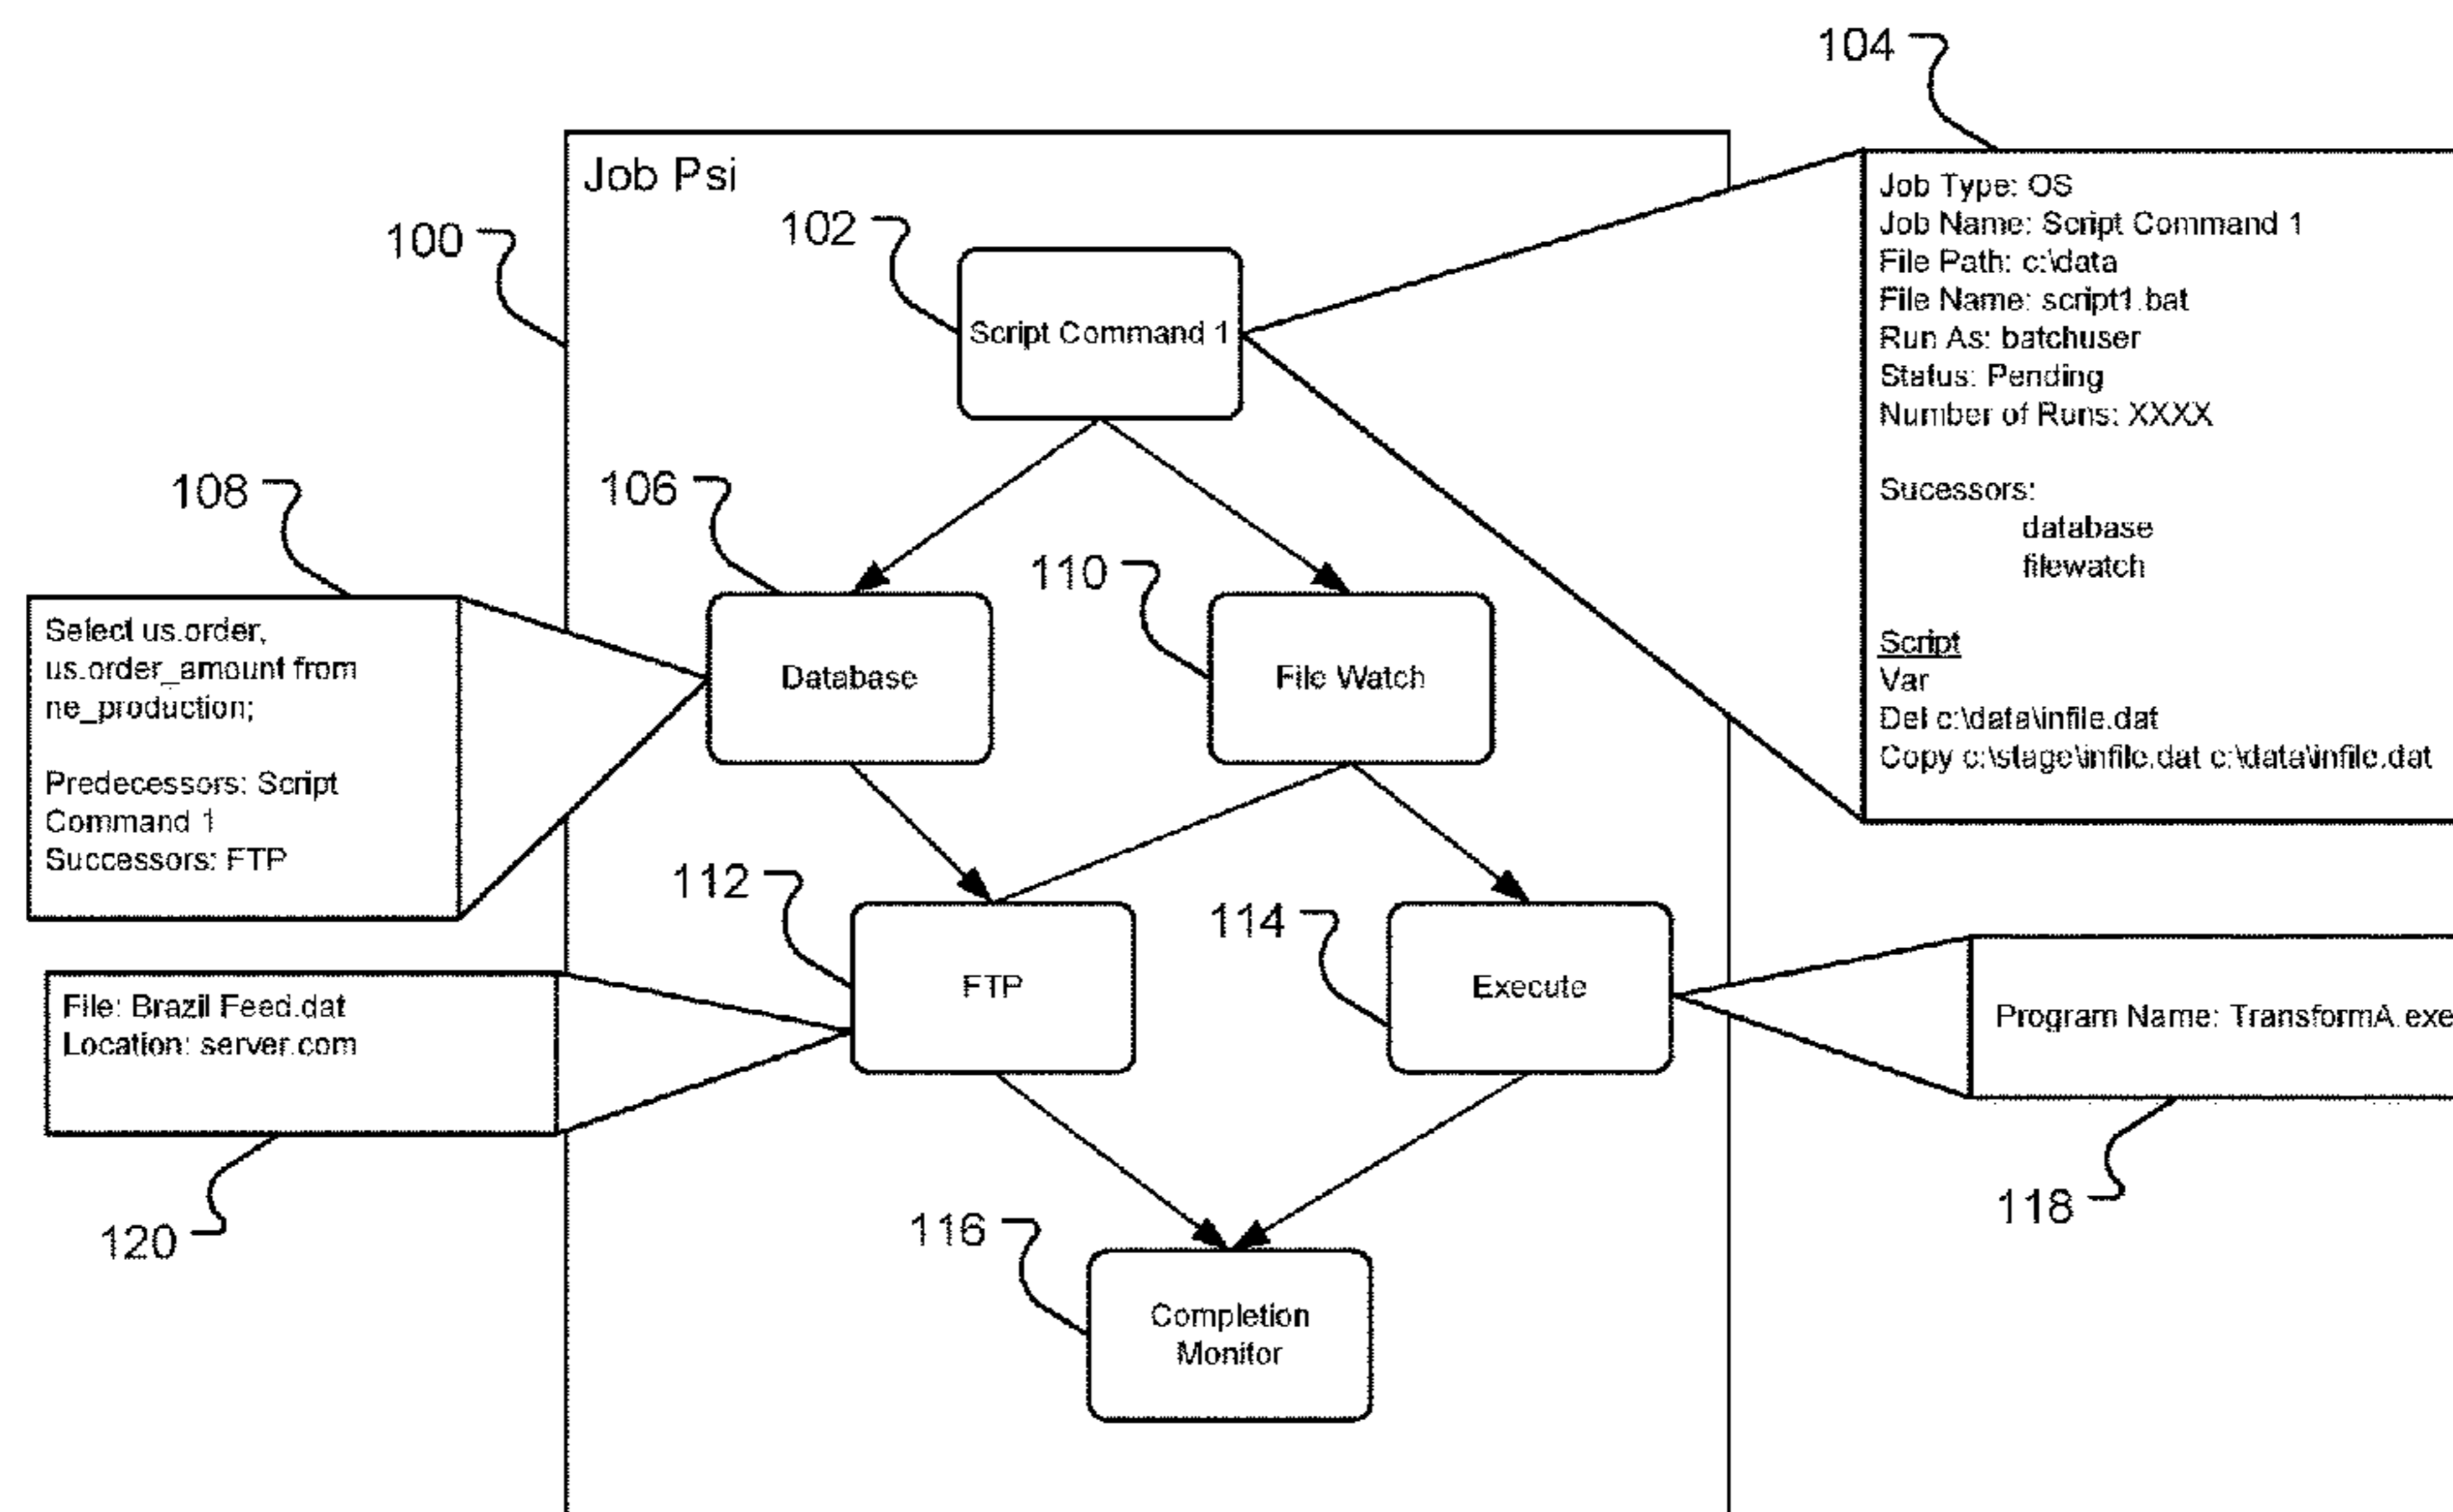 104
Job Psi
100
102
Script Command 1
Job Type: OS
Job Name: Script Command 1
File Path: c:\data
File Name: script1.bat
Run As: batchuser
Status: Pending
Number of Runs: XXXX
Sucessors:
database
filewatch
Script
Var
Del c:\data\infile.dat
Copy c:\stage\infile.dat c:\data\infile.dat
108
106
110
Select us.order,
us.order_amount from
ne_production;
Predecessors: Script
Command 1
Successors: FTP
Database
File Watch
112
114
File: Brazil Feed.dat
Location: server.com
FTP
Execute
Program Name: TransformA.exe
120
118
116
Completion
Monitor